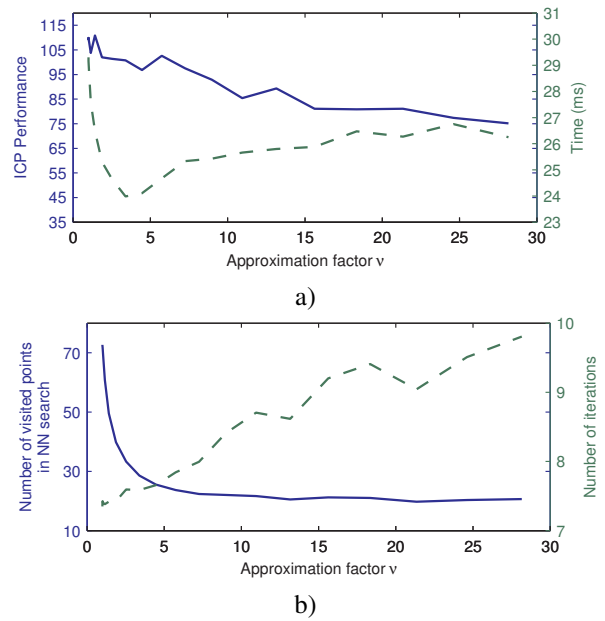 115
105
95
85
75
65
55
45
35
ICP Performance
30
29
28
27
26
25
24
23
Time (ms)
0 5 10 15 20 25 30
Approximation factor ν
a)
70
50
30
10
Number of visited points
in NN search
10
9
8
7
Number of iterations
0 5 10 15 20 25 30
Approximation factor ν
b)